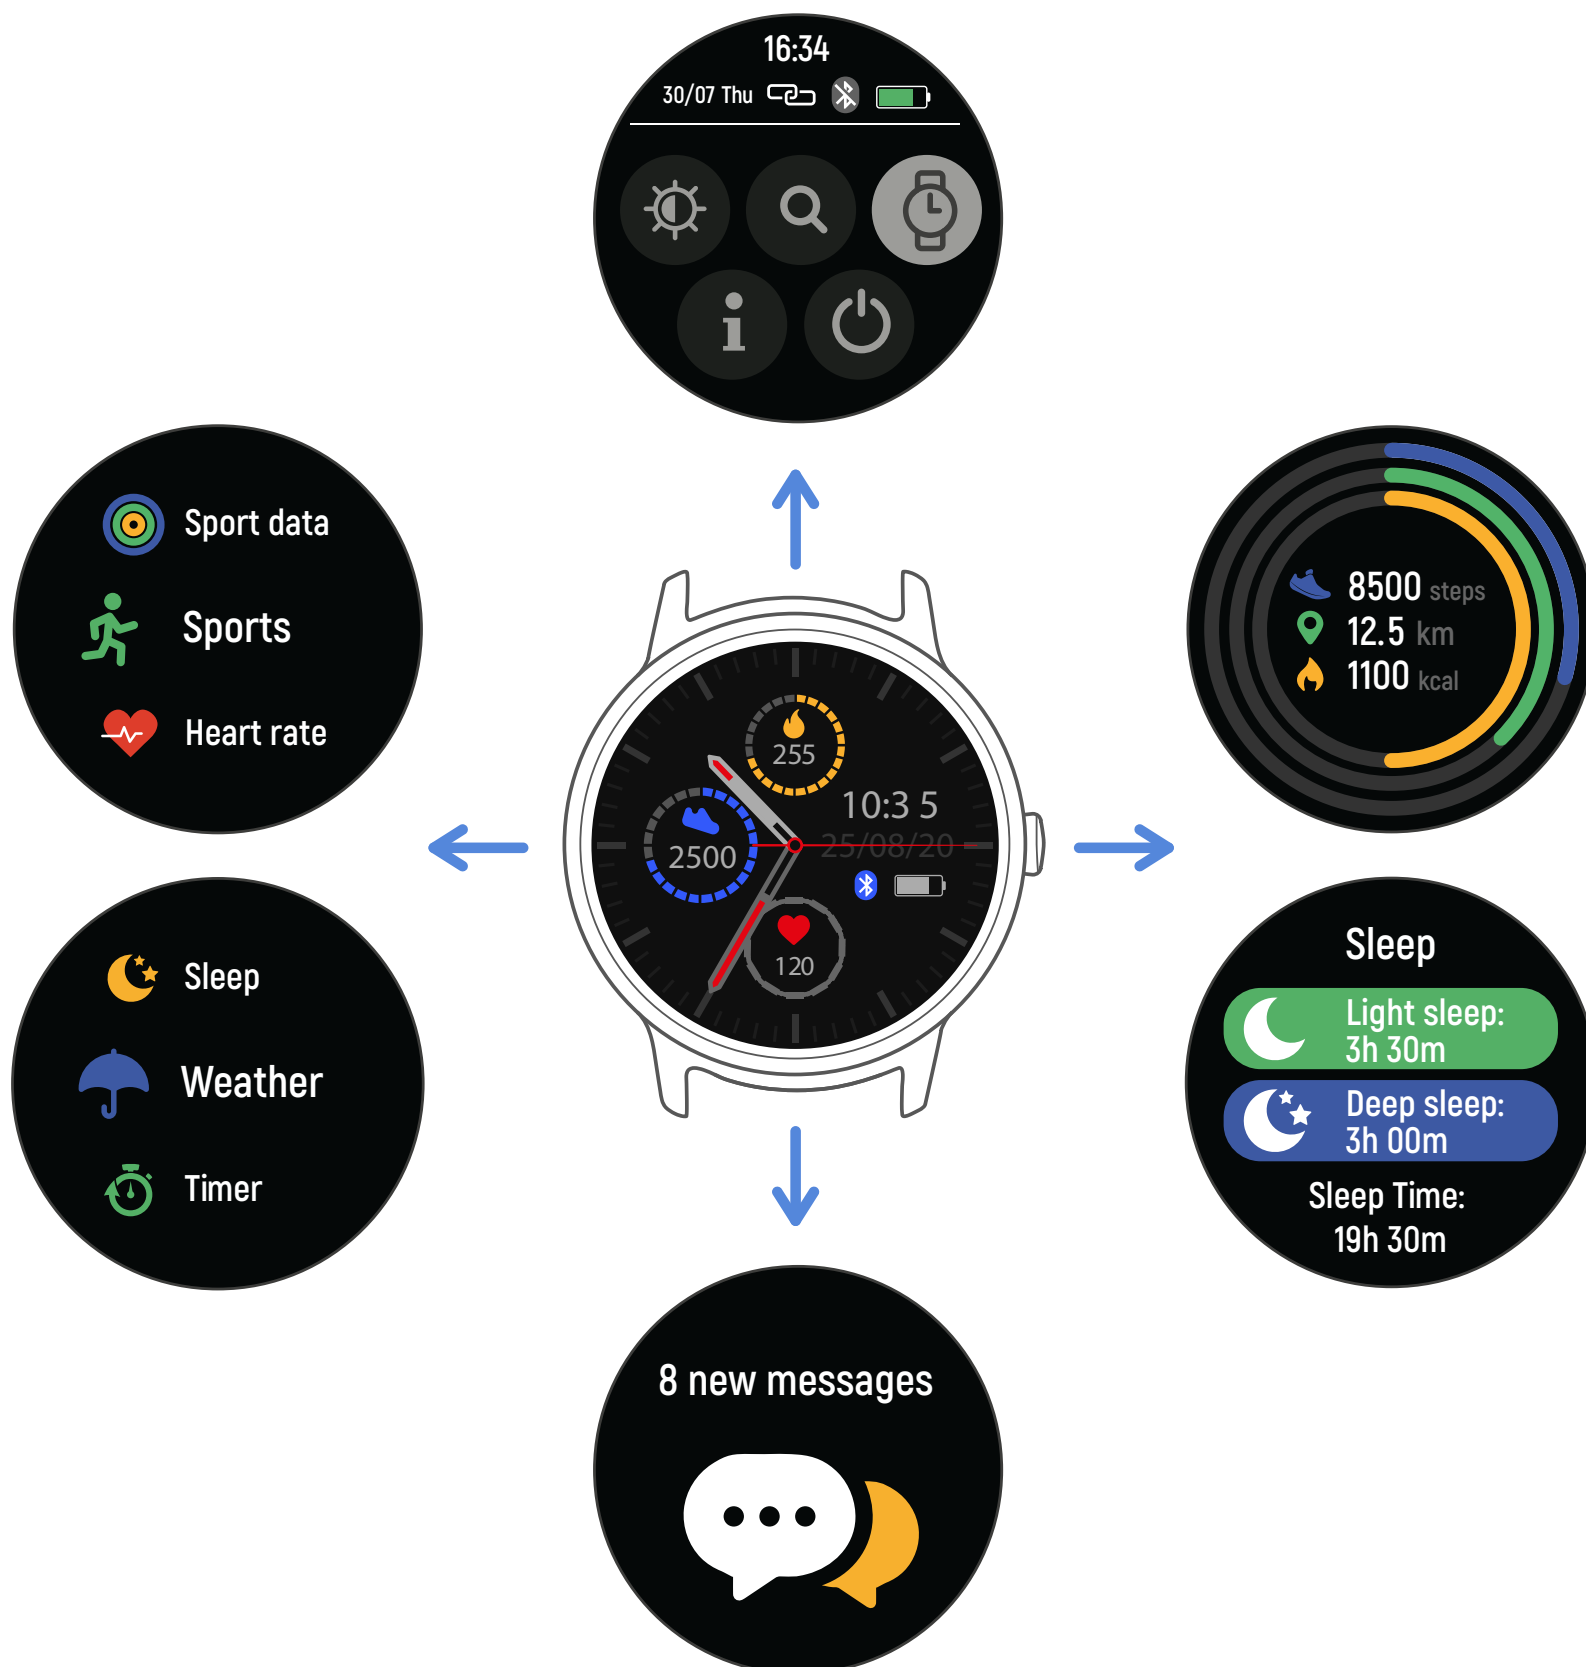 16:34
30/07 Thu
Sport data
Sports
Heart rate
8500 steps
12.5 km
1100 kcal
255
10:3 5
2500
25/08/20
120
Sleep
Weather
Timer
Sleep
Light sleep:
3h 30m
Deep sleep:
3h 00m
Sleep Time:
19h 30m
8 new messages